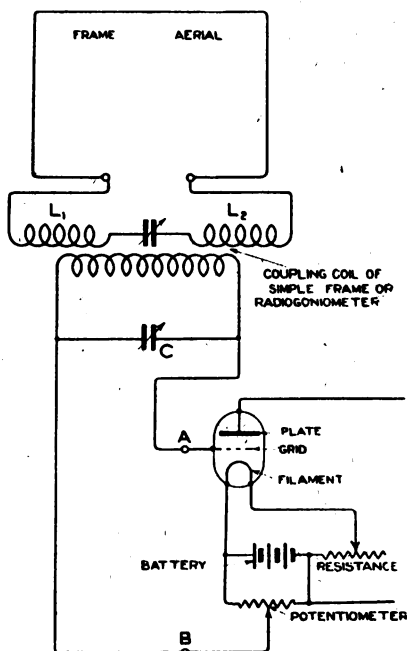 FRAME AERIAL
L₁ L₂
COUPLING COIL OF
SIMPLE FRAME OR
RADIOGONIOMETER
C
A
PLATE
GRID
FILAMENT
BATTERY
RESISTANCE
POTENTIOMETER
B